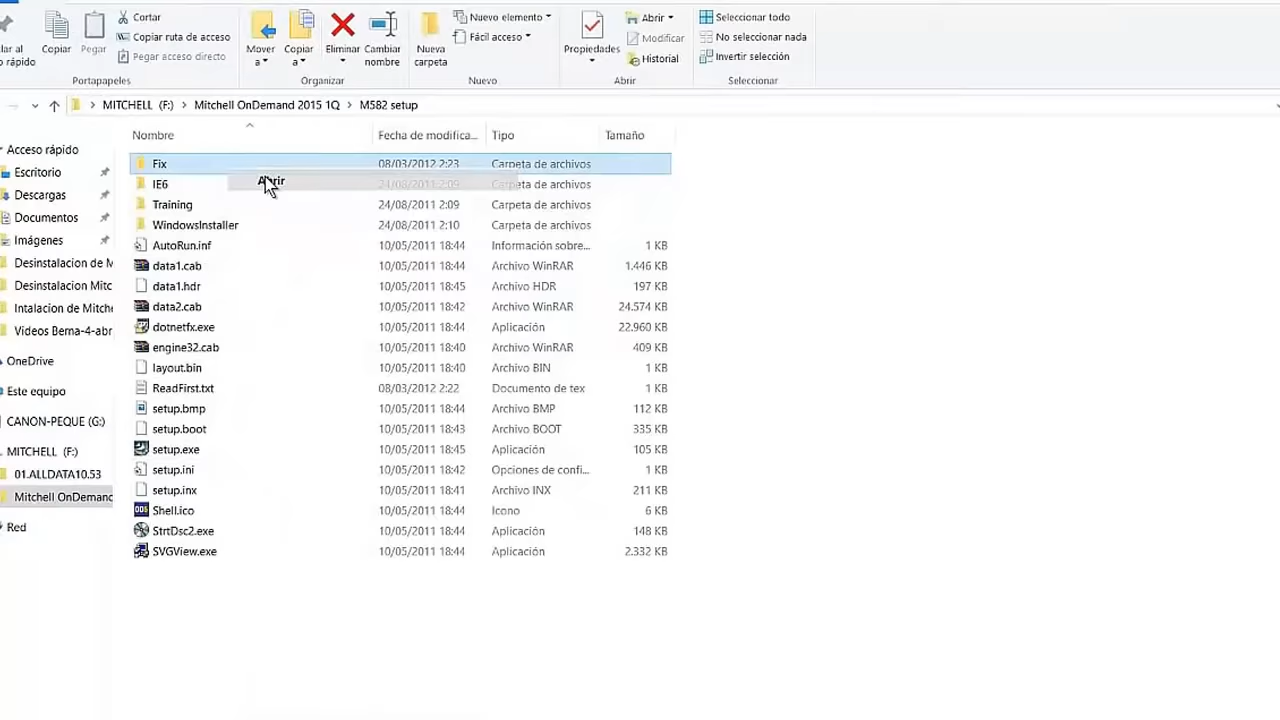 Cortar
Copiar ruta de acceso
Pegar acceso directo
Copiar
Pegar
lar al
o rápido
Portapapeles
Mover
a
Copiar
a
Eliminar
Cambiar
nombre
Organizar
Nueva
carpeta
Nuevo elemento
Fácil acceso
Nuevo
Propiedades
Abrir
Modificar
Historial
Abrir
Seleccionar todo
No seleccionar nada
Invertir selección
Seleccionar
MITCHELL (F:) > Mitchell OnDemand 2015 1Q > M582 setup
Acceso rápido
Escritorio
Descargas
Documentos
Imágenes
Desinstalacion de M
Desinstalacion Mitc
Intalacion de Mitche
Videos Berna-4-abr
OneDrive
Este equipo
CANON-PEQUE (G:)
MITCHELL (F:)
01.ALLDATA10.53
Mitchell OnDemand
Red
Nombre Fecha de modifica... Tipo Tamaño
Fix 08/03/2012 2:23 Carpeta de archivos
Abrir
IE6 24/08/2011 2:09 Carpeta de archivos
Training 24/08/2011 2:09 Carpeta de archivos
WindowsInstaller 24/08/2011 2:10 Carpeta de archivos
AutoRun.inf 10/05/2011 18:44 Información sobre... 1 KB
data1.cab 10/05/2011 18:44 Archivo WinRAR 1.446 KB
data1.hdr 10/05/2011 18:45 Archivo HDR 197 KB
data2.cab 10/05/2011 18:42 Archivo WinRAR 24.574 KB
dotnetfx.exe 10/05/2011 18:44 Aplicación 22.960 KB
engine32.cab 10/05/2011 18:40 Archivo WinRAR 409 KB
layout.bin 10/05/2011 18:40 Archivo BIN 1 KB
ReadFirst.txt 08/03/2012 2:22 Documento de tex 1 KB
setup.bmp 10/05/2011 18:44 Archivo BMP 112 KB
setup.boot 10/05/2011 18:43 Archivo BOOT 335 KB
setup.exe 10/05/2011 18:45 Aplicación 105 KB
setup.ini 10/05/2011 18:42 Opciones de confi... 1 KB
setup.inx 10/05/2011 18:41 Archivo INX 211 KB
Shell.ico 10/05/2011 18:44 Icono 6 KB
StrtDsc2.exe 10/05/2011 18:44 Aplicación 148 KB
SVGView.exe 10/05/2011 18:44 Aplicación 2.332 KB